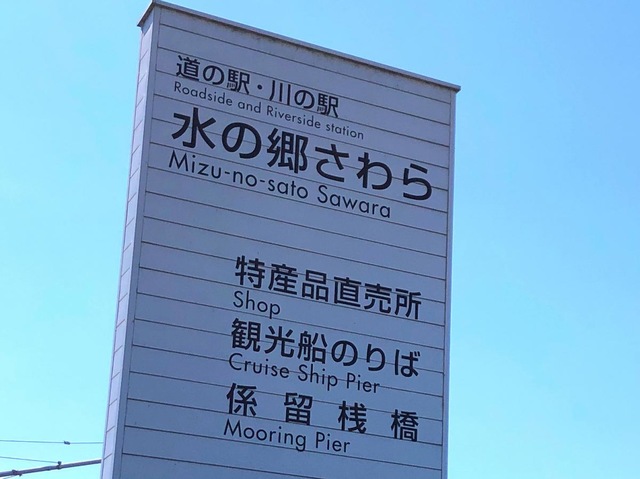 道の駅・川の駅
Roadside and Riverside station
水の郷さわら
Mizu-no-sato Sawara
特産品直売所
Shop
観光船のりば
Cruise Ship Pier
係留桟橋
Mooring Pier